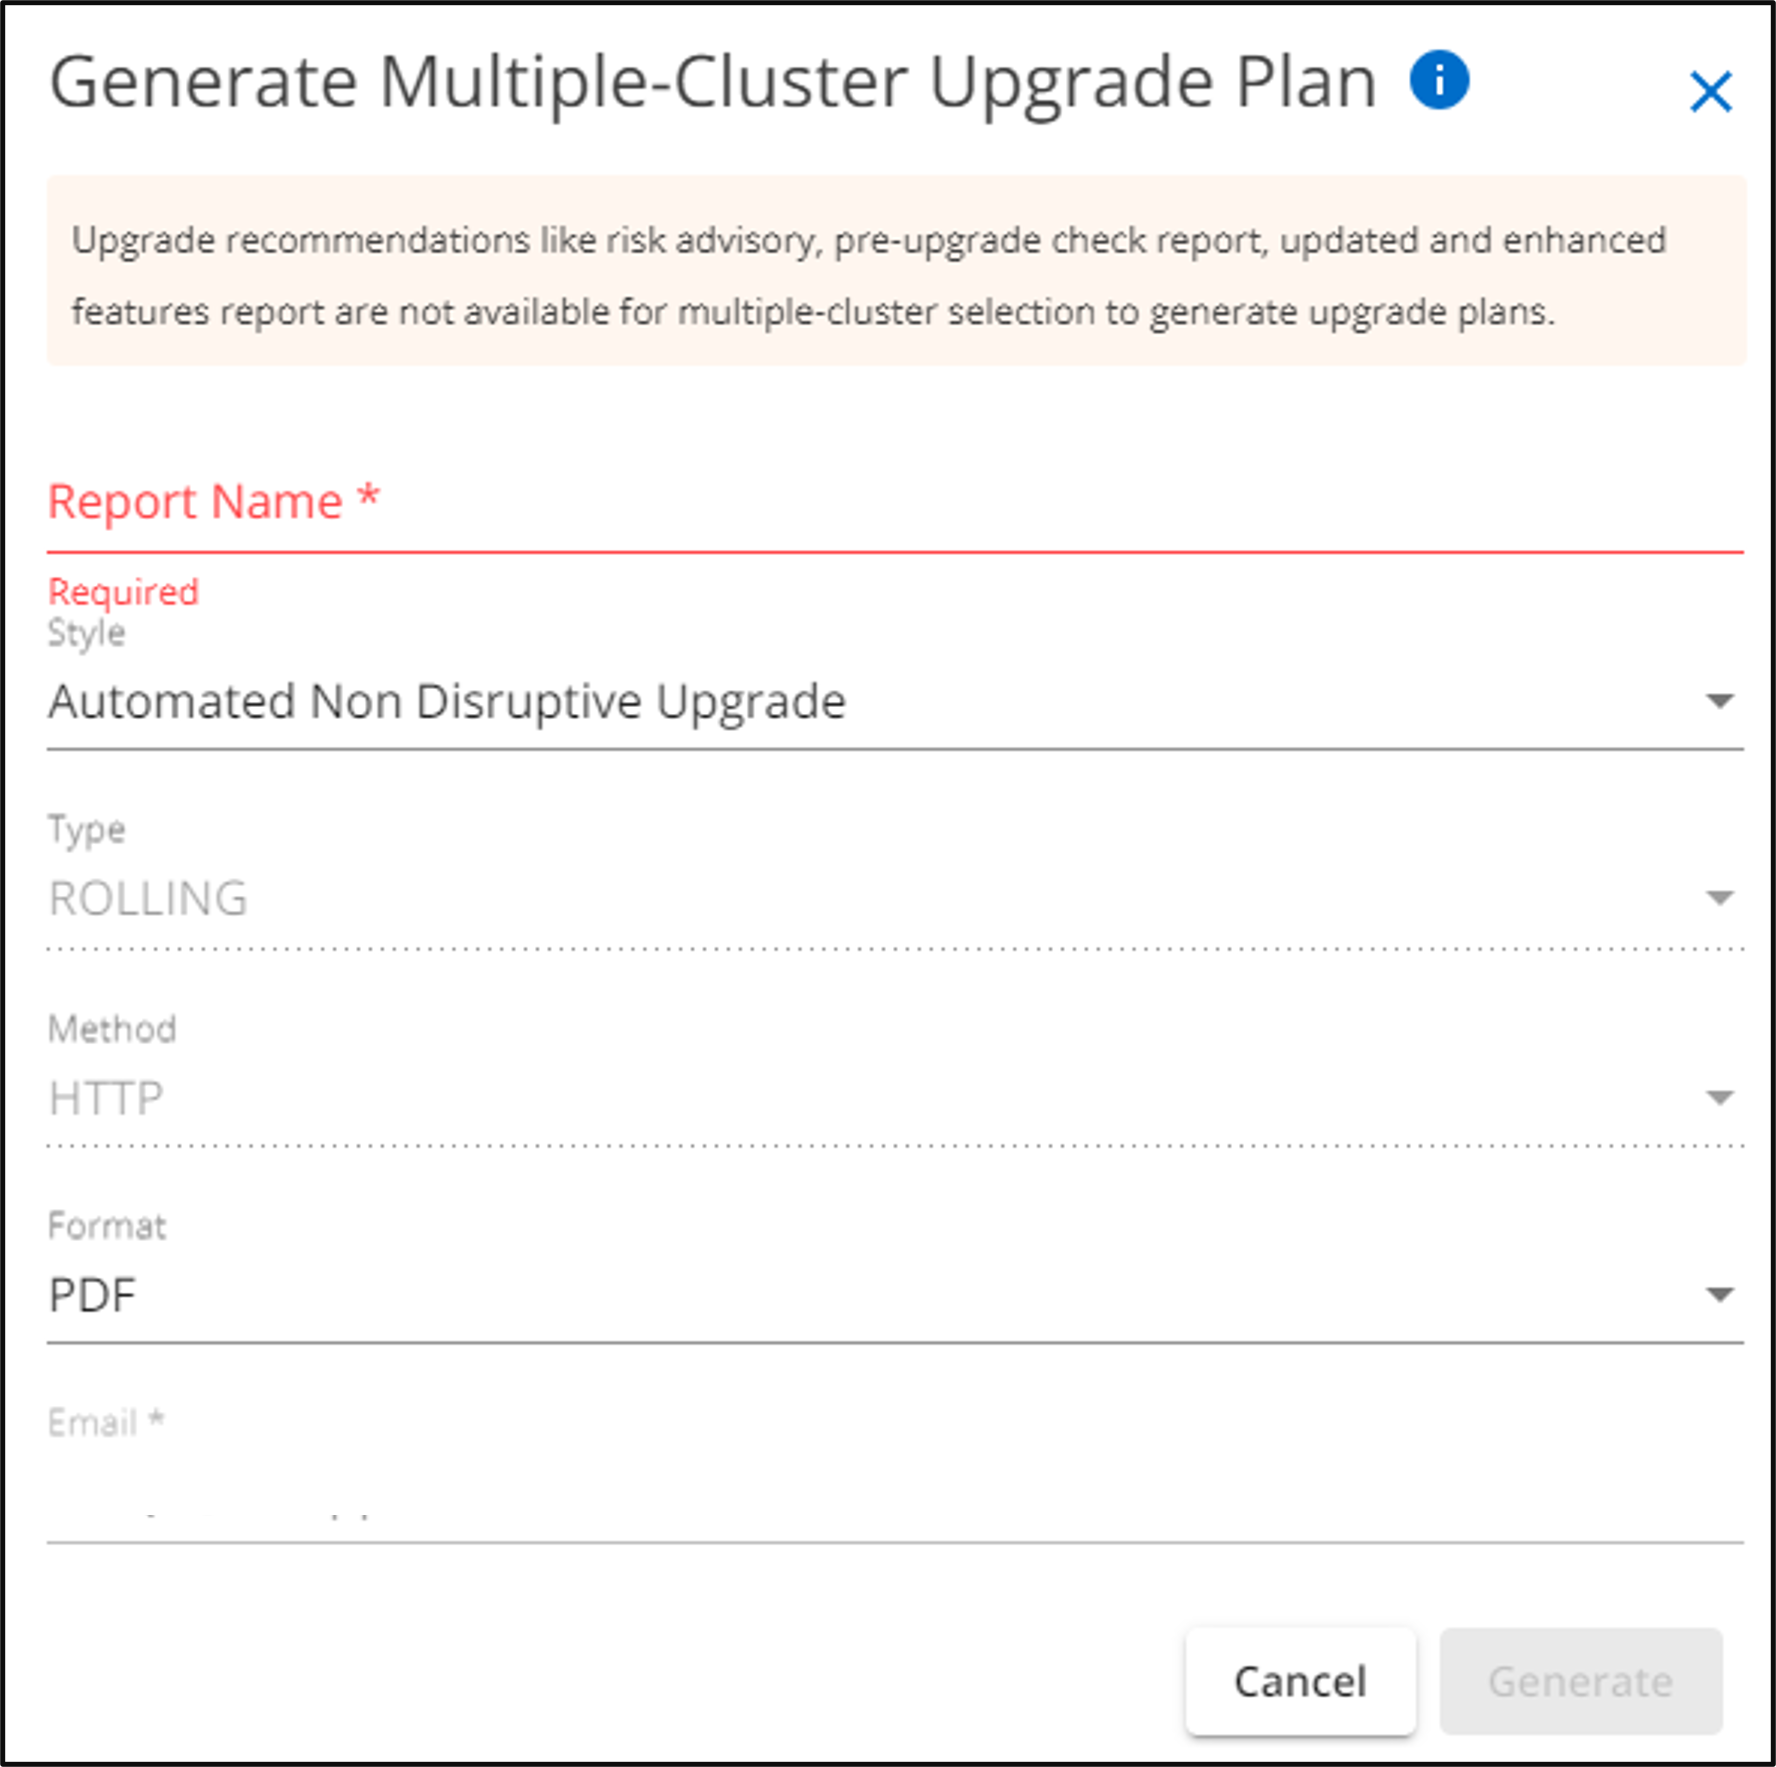 Generate Multiple-Cluster Upgrade Plan i
Upgrade recommendations like risk advisory, pre-upgrade check report, updated and enhanced
features report are not available for multiple-cluster selection to generate upgrade plans.
Report Name *
Required
Style
Automated Non Disruptive Upgrade
Type
ROLLING
Method
HTTP
Format
PDF
Email *
Cancel
Generate